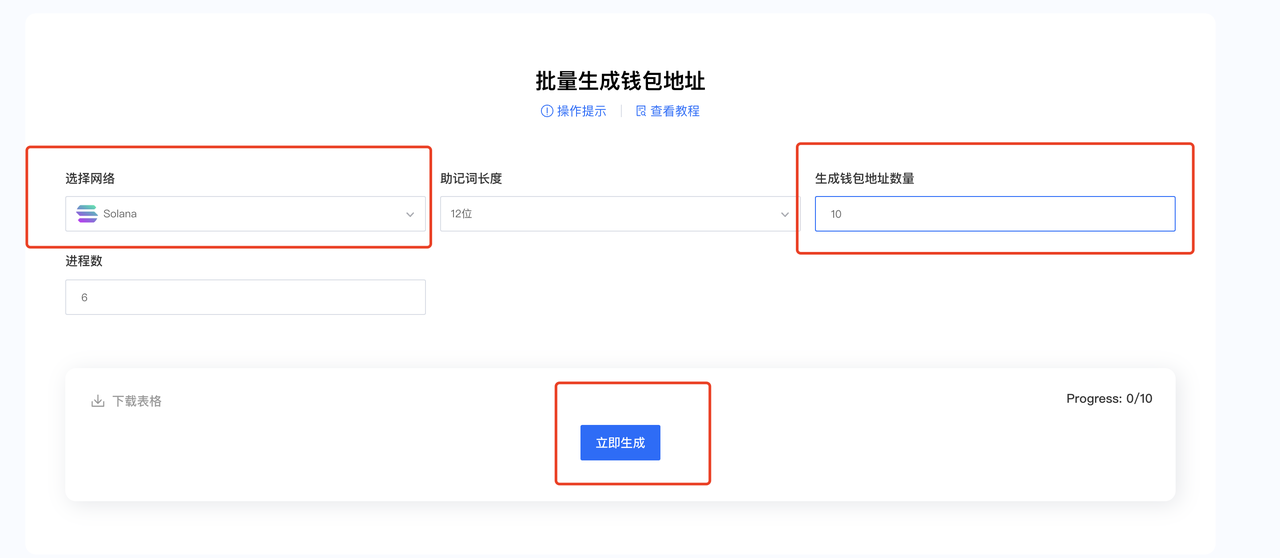 批量生成钱包地址
操作提示 查看教程
选择网络 助记词长度 生成钱包地址数量
Solana 12位 10
进程数
6
下载表格 Progress: 0/10
立即生成